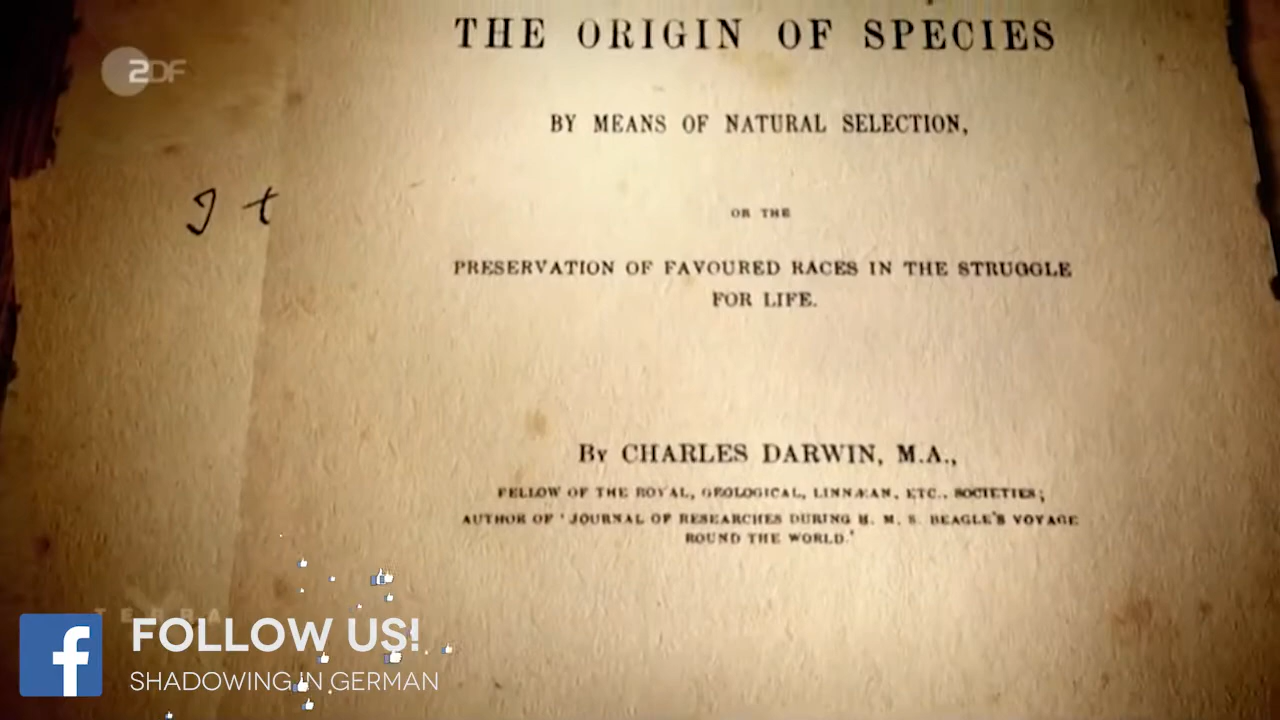 THE ORIGIN OF SPECIES
BY MEANS OF NATURAL SELECTION,
OR THE
PRESERVATION OF FAVOURED RACES IN THE STRUGGLE
FOR LIFE.
By CHARLES DARWIN, M.A.,
FELLOW OF THE ROYAL, GEOLOGICAL, LINNÆAN, ETC., SOCIETIES;
AUTHOR OF 'JOURNAL OF RESEARCHES DURING H. M. S. BEAGLE'S VOYAGE
ROUND THE WORLD.'
2DF
I t
TERRA
FOLLOW US!
SHADOWING IN GERMAN